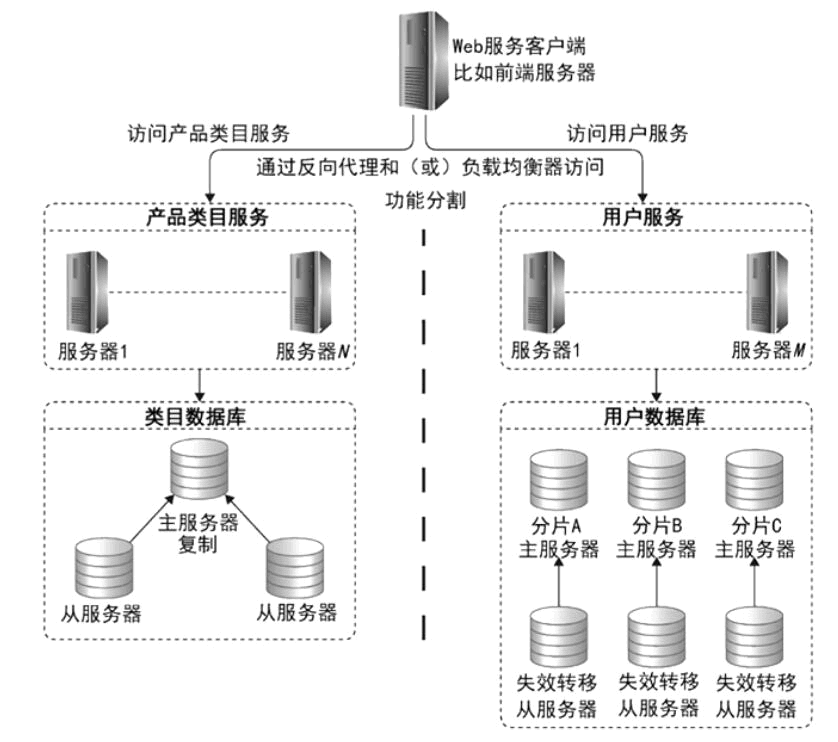 Web服务客户端
比如前端服务器
访问产品类目服务
访问用户服务
通过反向代理和（或）负载均衡器访问
功能分割
产品类目服务
服务器1
服务器N
类目数据库
主服务器
复制
从服务器
从服务器
用户服务
服务器1
服务器M
用户数据库
分片A
主服务器
分片B
主服务器
分片C
主服务器
失效转移
从服务器
失效转移
从服务器
失效转移
从服务器